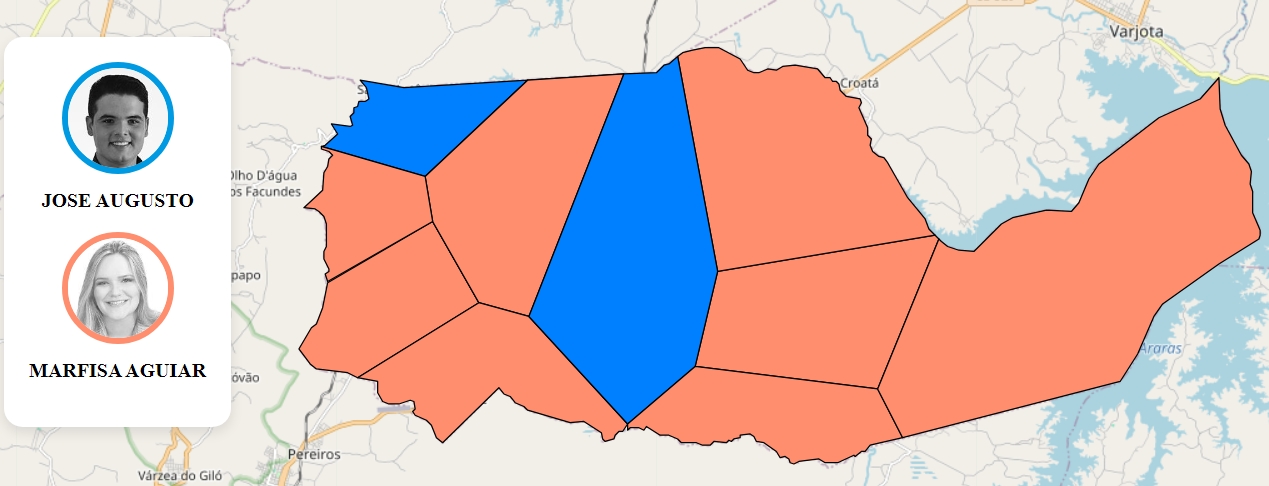 JOSE AUGUSTO
MARFISA AGUIAR
Varjota
Croatá
Olho D'água
os Facundes
papo
óvão
Araras
Pereiros
Várzea do Giló